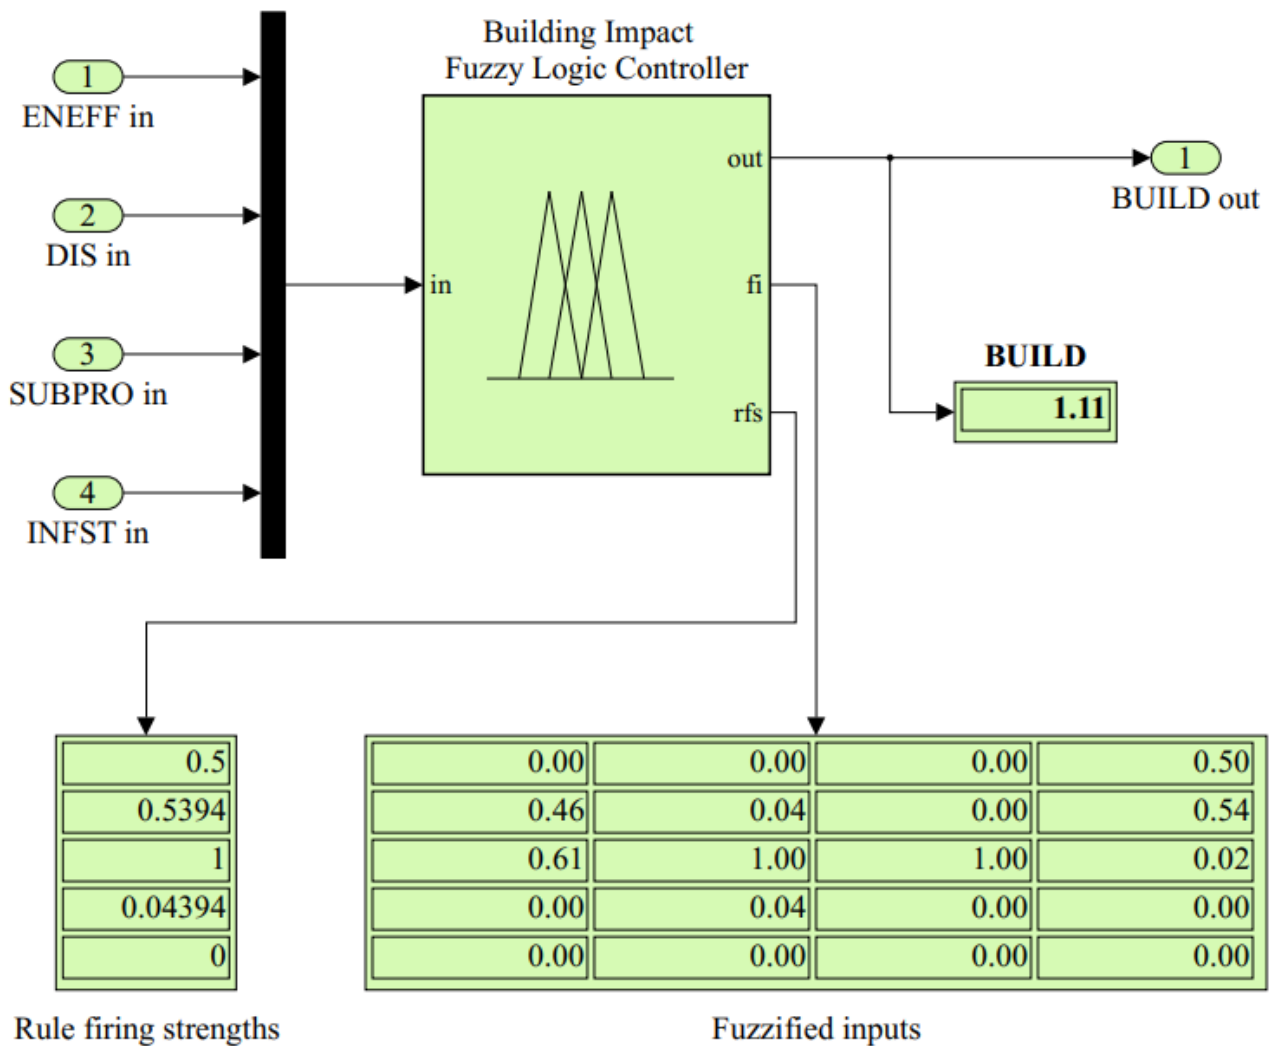 Building Impact
Fuzzy Logic Controller
1
ENEFF in
2
DIS in
3
SUBPRO in
4
INFST in
in
out
fi
rfs
1
BUILD out
BUILD
1.11
0.5
0.5394
1
0.04394
0
Rule firing strengths
0.00 0.00 0.00 0.50
0.46 0.04 0.00 0.54
0.61 1.00 1.00 0.02
0.00 0.04 0.00 0.00
0.00 0.00 0.00 0.00
Fuzzified inputs